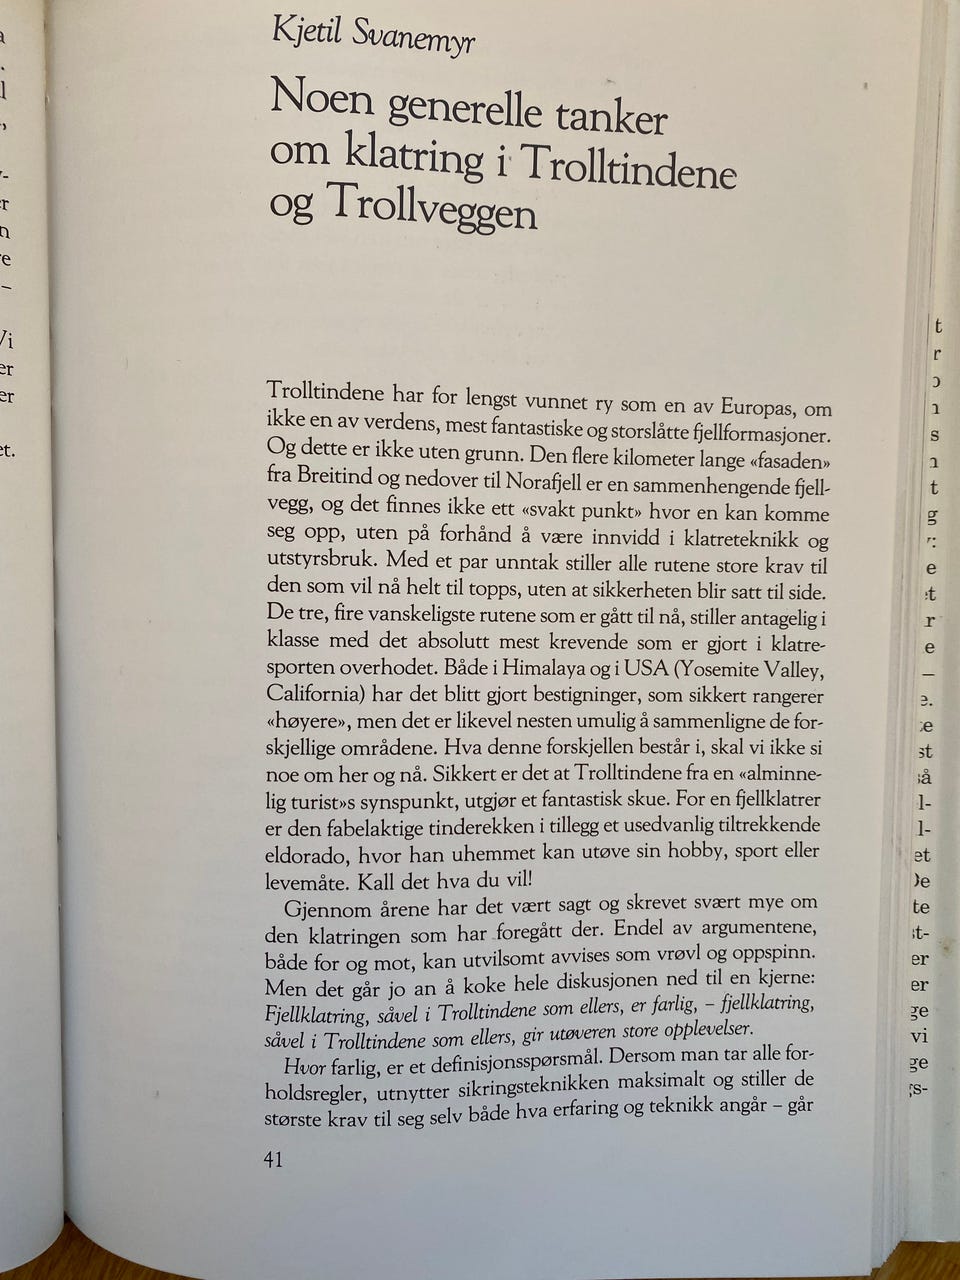 Kjetil Svanemyr
Noen generelle tanker
om klatring i Trolltindene
og Trollveggen
Trolltindene har for lengst vunnet ry som en av Europas, om
ikke en av verdens, mest fantastiske og storslåtte fjellformasjoner.
Og dette er ikke uten grunn. Den flere kilometer lange «fasaden»
fra Breitind og nedover til Norafjell er en sammenhengende fjell-
vegg, og det finnes ikke ett «svakt punkt» hvor en kan komme
seg opp, uten på forhånd å være innvidd i klatreteknikk og
utstyrsbruk. Med et par unntak stiller alle rutene store krav til
den som vil nå helt til topps, uten at sikkerheten blir satt til side.
De tre, fire vanskeligste rutene som er gått til nå, stiller antagelig i
klasse med det absolutt mest krevende som er gjort i klatre-
sporten overhodet. Både i Himalaya og i USA (Yosemite Valley,
California) har det blitt gjort bestigninger, som sikkert rangerer
«høyere», men det er likevel nesten umulig å sammenligne de for-
skjellige områdene. Hva denne forskjellen består i, skal vi ikke si
noe om her og nå. Sikkert er det at Trolltindene fra en «alminne-
lig turist»s synspunkt, utgjør et fantastisk skue. For en fjellklatrer
er den fabelaktige tinderekken i tillegg et usedvanlig tiltrekkende
eldorado, hvor han uhemmet kan utøve sin hobby, sport eller
levemåte. Kall det hva du vil!
Gjennom årene har det vært sagt og skrevet svært mye om
den klatringen som har foregått der. Endel av argumentene,
både for og mot, kan utvilsomt avvises som vrøvl og oppspinn.
Men det går jo an å koke hele diskusjonen ned til en kjerne:
Fjellklatring, såvel i Trolltindene som ellers, er farlig, – fjellklatring,
såvel i Trolltindene som ellers, gir utøveren store opplevelser.
Hvor farlig, er et definisjonsspørsmål. Dersom man tar alle for-
holdsregler, utnytter sikringsteknikken maksimalt og stiller de
største krav til seg selv både hva erfaring og teknikk angår – går
41